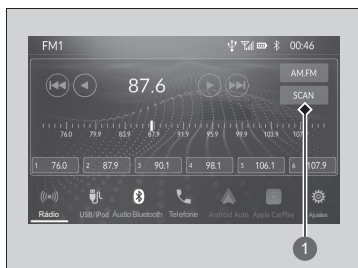 FM1 00:46
AM.FM
87.6
SCAN
76.0 79.9 83.9 87.9 91.9 95.9 99.9 103.9 107.9
1 76.0 2 87.9 3 90.1 4 98.1 5 106.1 6 107.9
Rádio USB/iPod Áudio Bluetooth Telefone Android Auto Apple CarPlay Ajustes
1